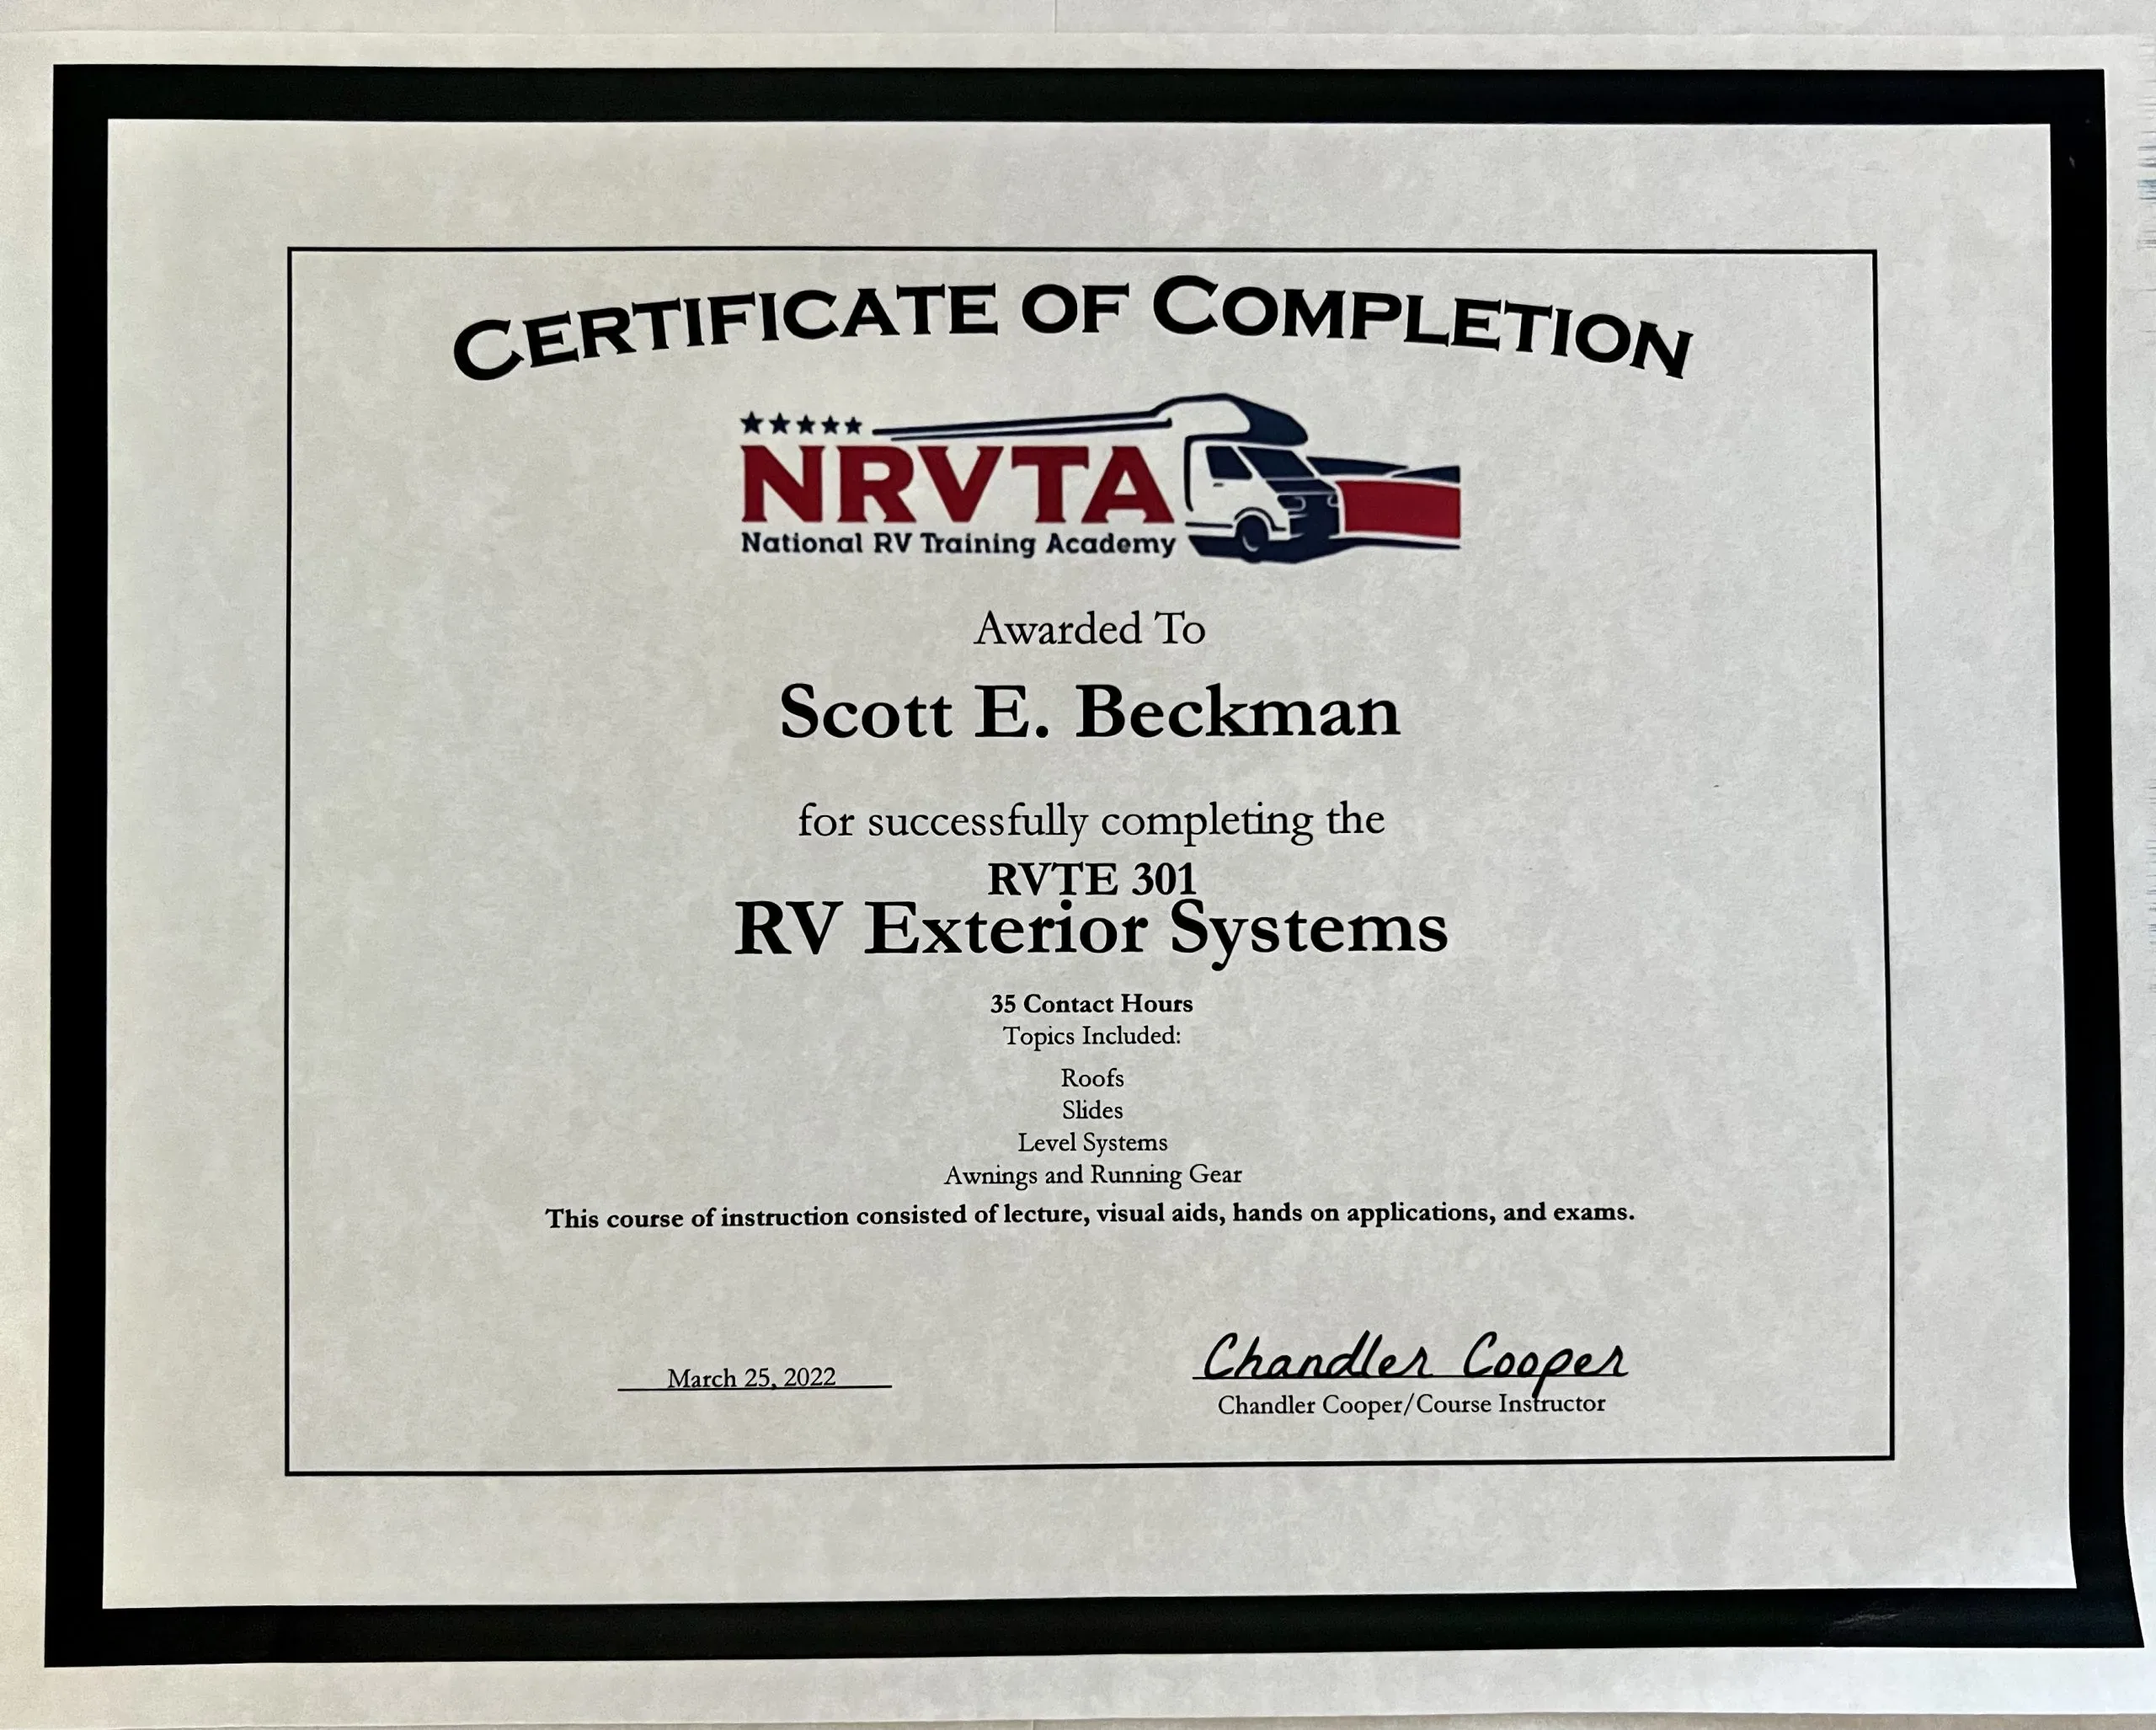 CERTIFICATE OF COMPLETION
NRVTA
National RV Training Academy
Awarded To
Scott E. Beckman
for successfully completing the
RVTE 301
RV Exterior Systems
35 Contact Hours
Topics Included:
Roofs
Slides
Level Systems
Awnings and Running Gear
This course of instruction consisted of lecture, visual aids, hands on applications, and exams.
March 25, 2022
Chandler Cooper
Chandler Cooper/Course Instructor